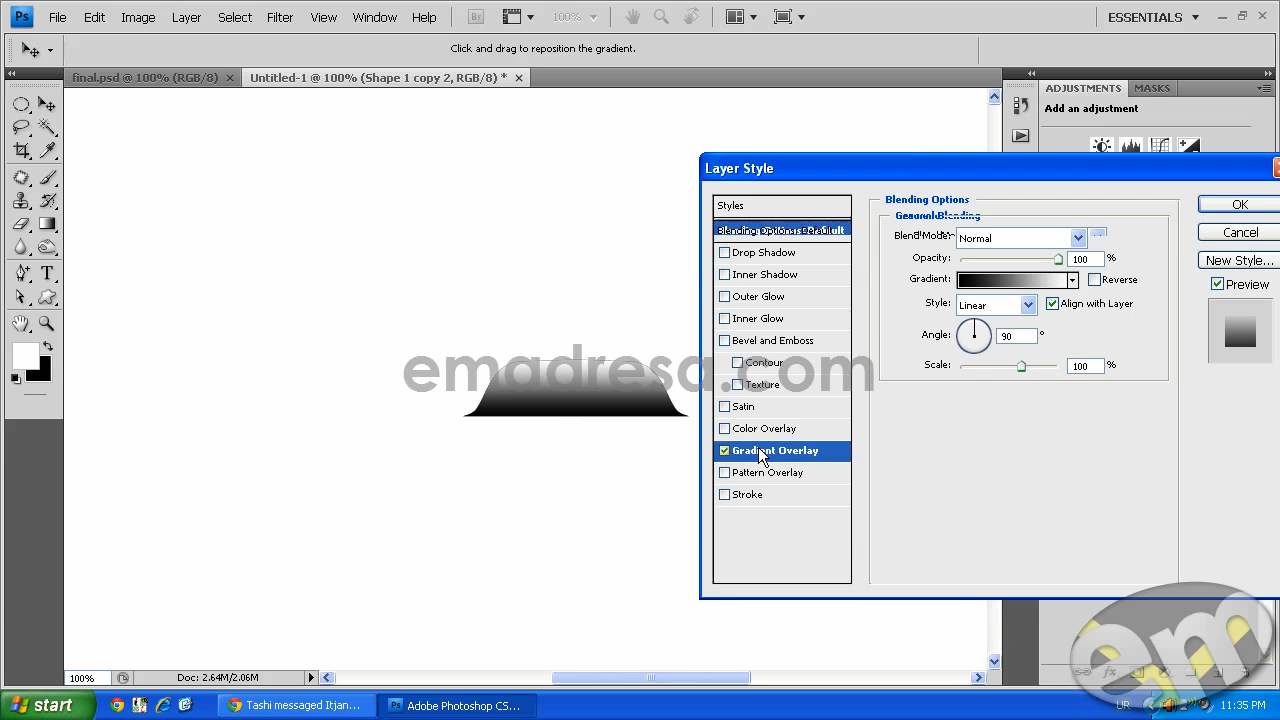 Ps File Edit Image Layer Select Filter View Window Help Br 100% ESSENTIALS
Click and drag to reposition the gradient.
final.psd @ 100% (RGB/8) Untitled-1 @ 100% (Shape 1 copy 2, RGB/8) *
ADJUSTMENTS MASKS
Add an adjustment
Layer Style
Styles
Blending Options
OK
Blending Options: Default
General Blending
Cancel
Blend Mode: Normal
Drop Shadow
Opacity: 100 %
New Style...
Inner Shadow
Gradient: Reverse
Preview
Outer Glow
Style: Linear Align with Layer
Inner Glow
Angle: 90 °
Bevel and Emboss
Contour
Scale: 100 %
Texture
emadresa.com
Satin
Color Overlay
Gradient Overlay
Pattern Overlay
Stroke
em
100% Doc: 2.64M/2.06M
start Tashi messaged Itjan... Adobe Photoshop CS... UR 11:35 PM